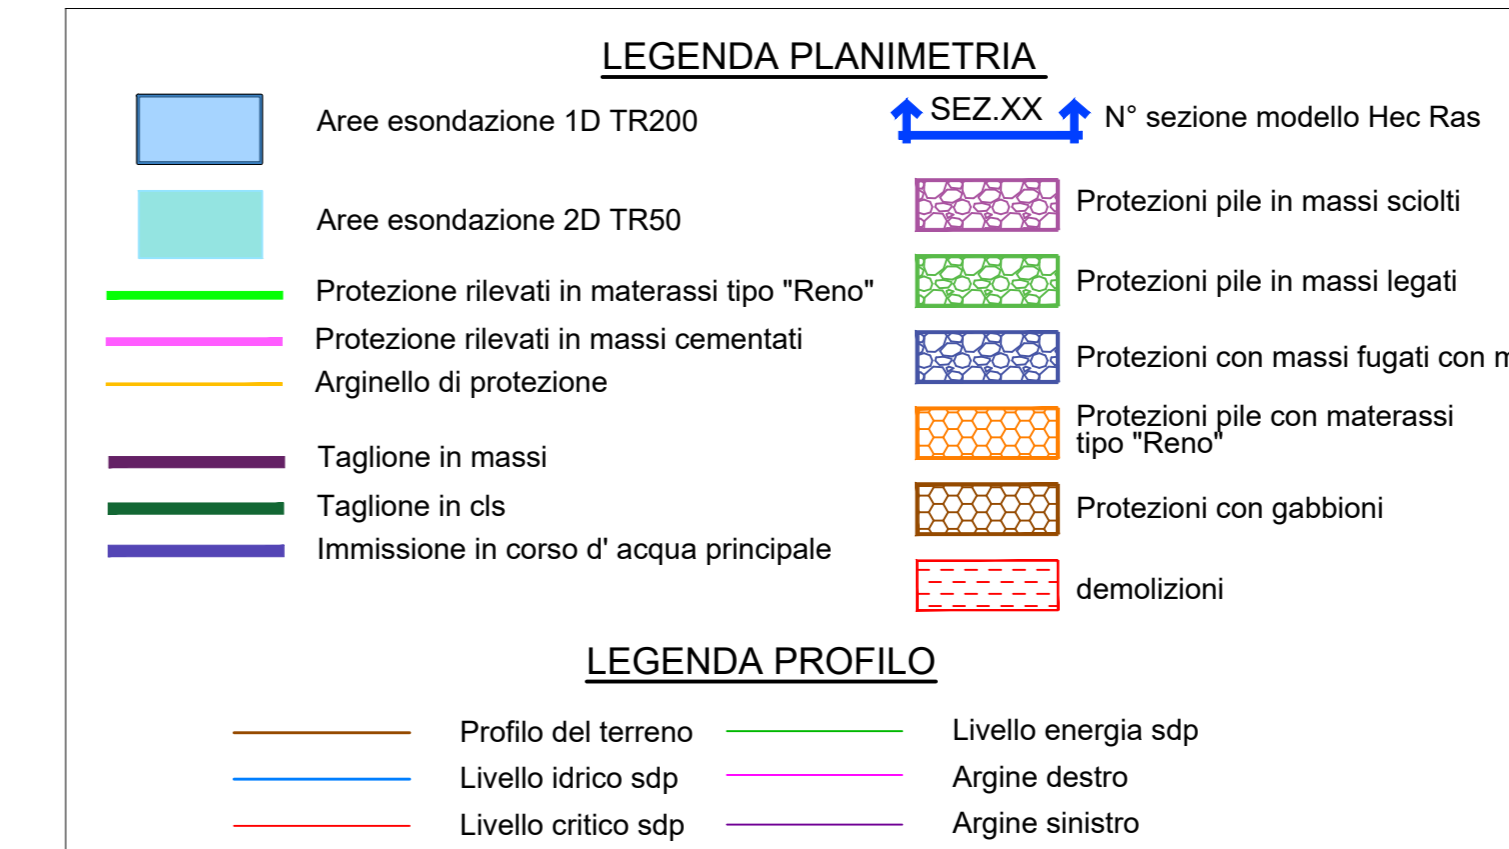 LEGENDA PLANIMETRIA
Aree esondazione 1D TR200
Aree esondazione 2D TR50
Protezione rilevati in materassi tipo "Reno"
Protezione rilevati in massi cementati
Arginello di protezione
Taglione in massi
Taglione in cls
Immissione in corso d' acqua principale
SEZ.XX
N° sezione modello Hec Ras
Protezioni pile in massi sciolti
Protezioni pile in massi legati
Protezioni con massi fugati con
Protezioni pile con materassi
tipo "Reno"
Protezioni con gabbioni
demolizioni
LEGENDA PROFILO
Profilo del terreno
Livello idrico sdp
Livello critico sdp
Livello energia sdp
Argine destro
Argine sinistro